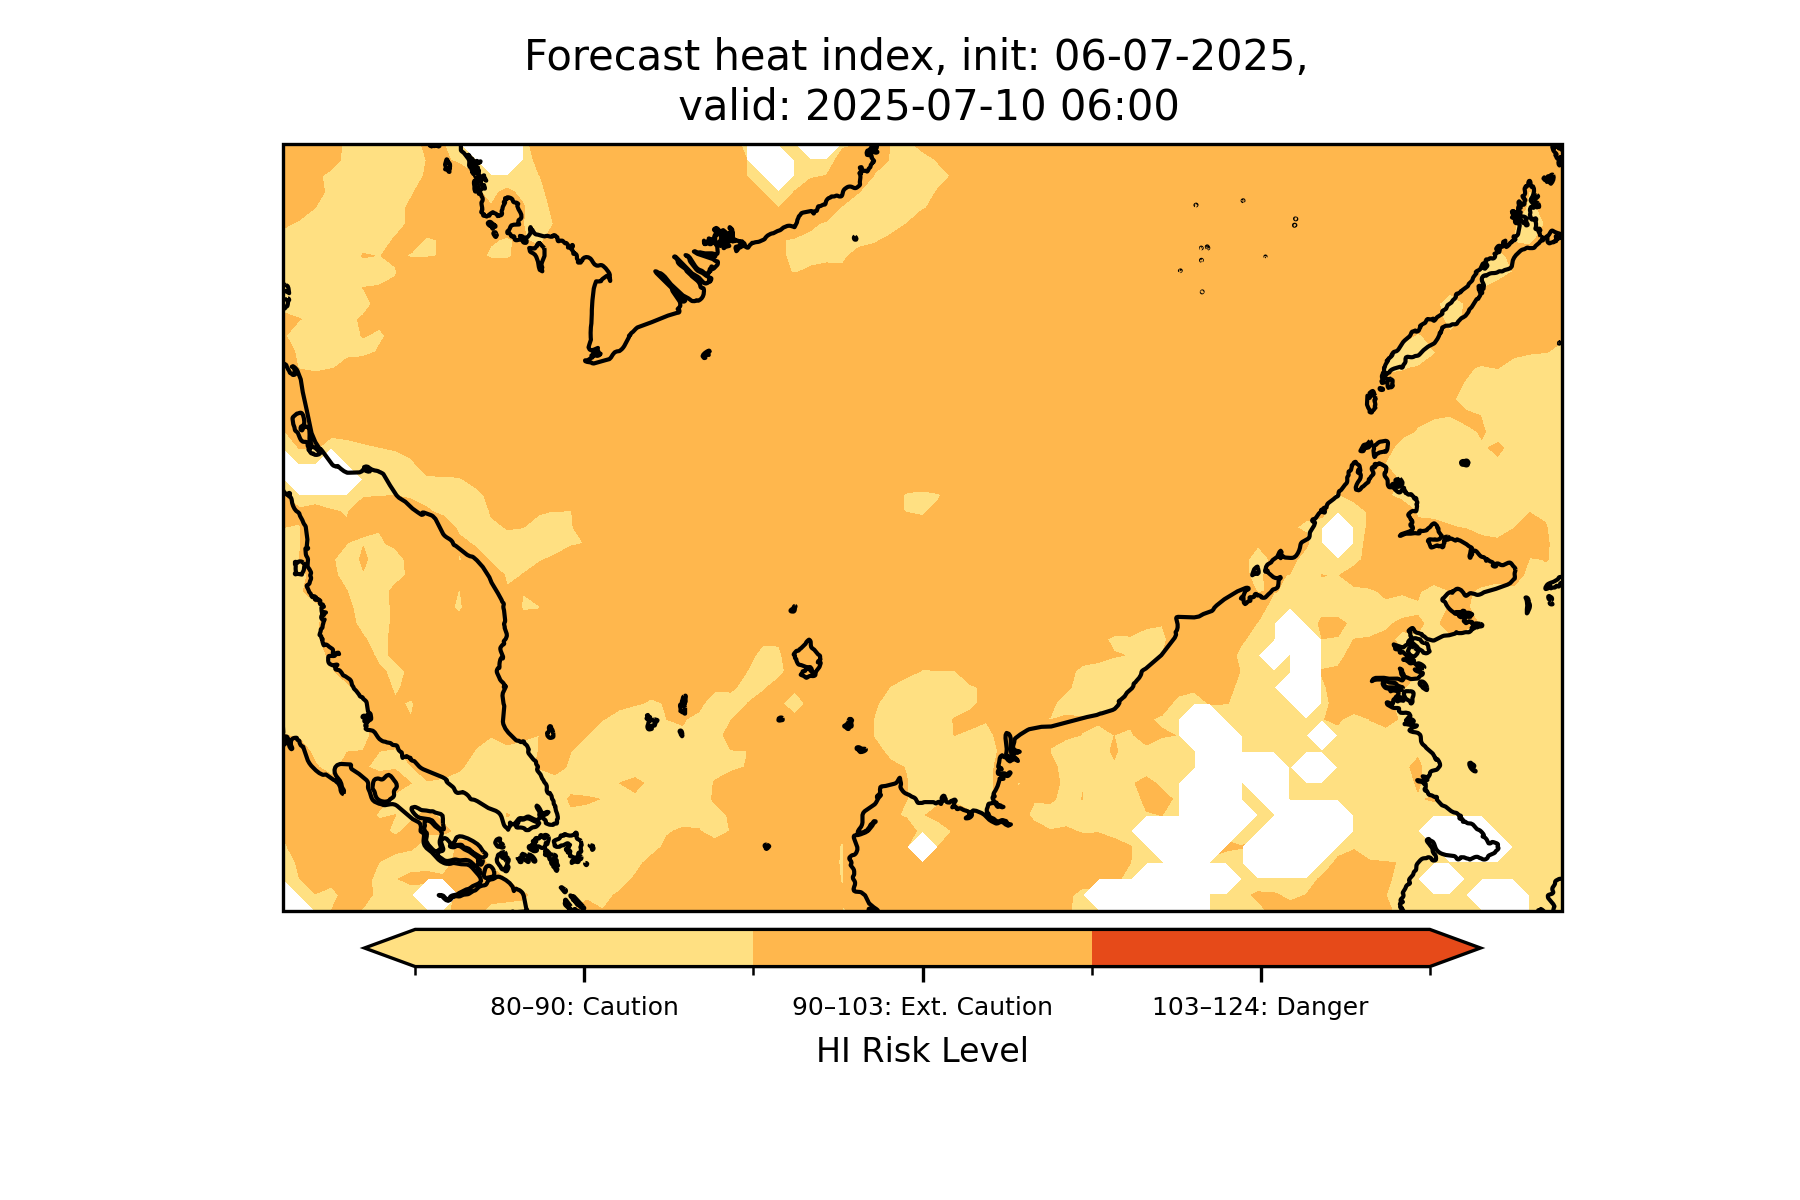 Forecast heat index, init: 06-07-2025,
valid: 2025-07-10 06:00
80–90: Caution
90–103: Ext. Caution
103–124: Danger
HI Risk Level